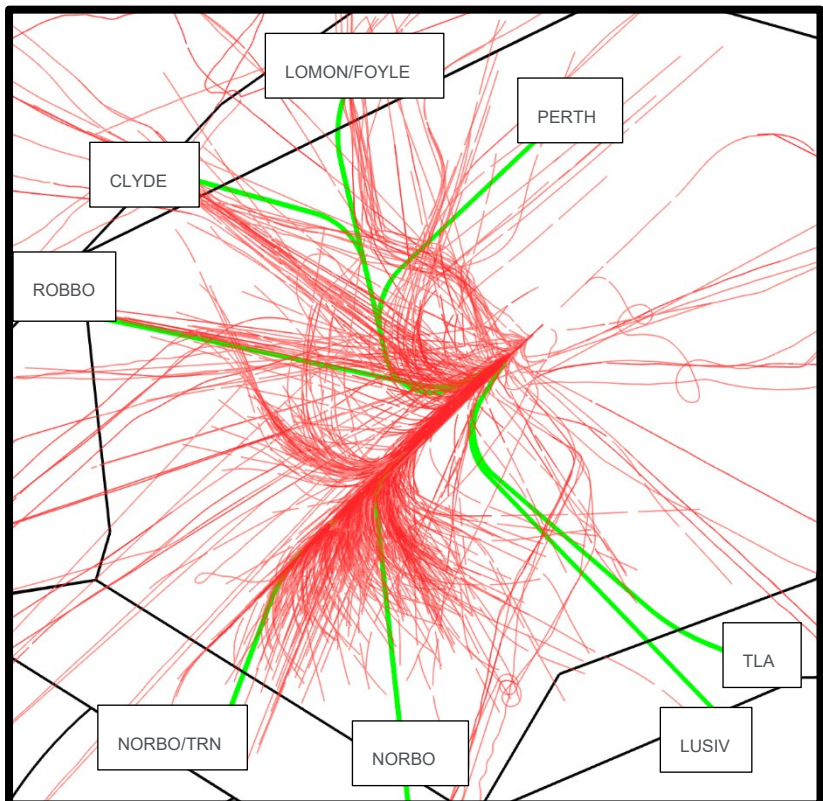 LOMON/FOYLE
PERTH
CLYDE
ROBBO
TLA
LUSIV
NORBO/TRN
NORBO